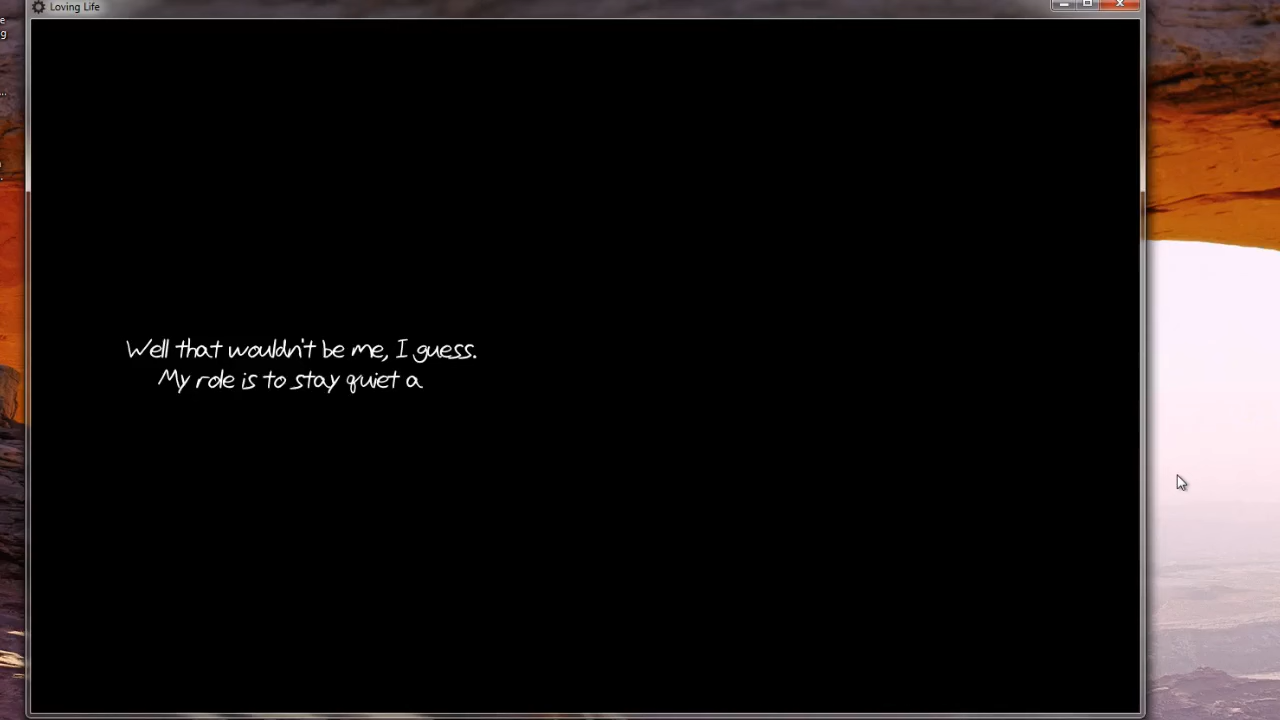 Loving Life
e
g
...
Well that wouldn't be me, I guess.
My role is to stay quiet a